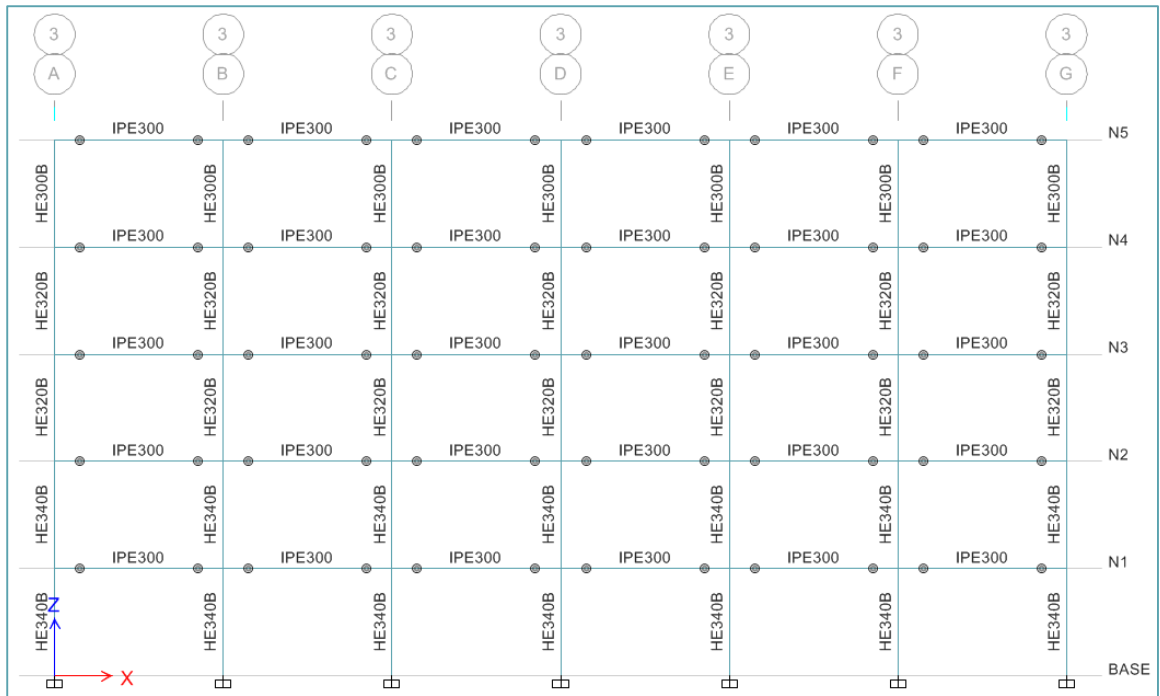 3 3 3 3 3 3 3
A B C D E F G
IPE300 IPE300 IPE300 IPE300 IPE300 IPE300 N5
HE300B HE300B HE300B HE300B HE300B HE300B HE300B
IPE300 IPE300 IPE300 IPE300 IPE300 IPE300 N4
HE320B HE320B HE320B HE320B HE320B HE320B HE320B
IPE300 IPE300 IPE300 IPE300 IPE300 IPE300 N3
HE320B HE320B HE320B HE320B HE320B HE320B HE320B
IPE300 IPE300 IPE300 IPE300 IPE300 IPE300 N2
HE340B HE340B HE340B HE340B HE340B HE340B HE340B
IPE300 IPE300 IPE300 IPE300 IPE300 IPE300 N1
HE340B HE340B HE340B HE340B HE340B HE340B HE340B
Z
X BASE